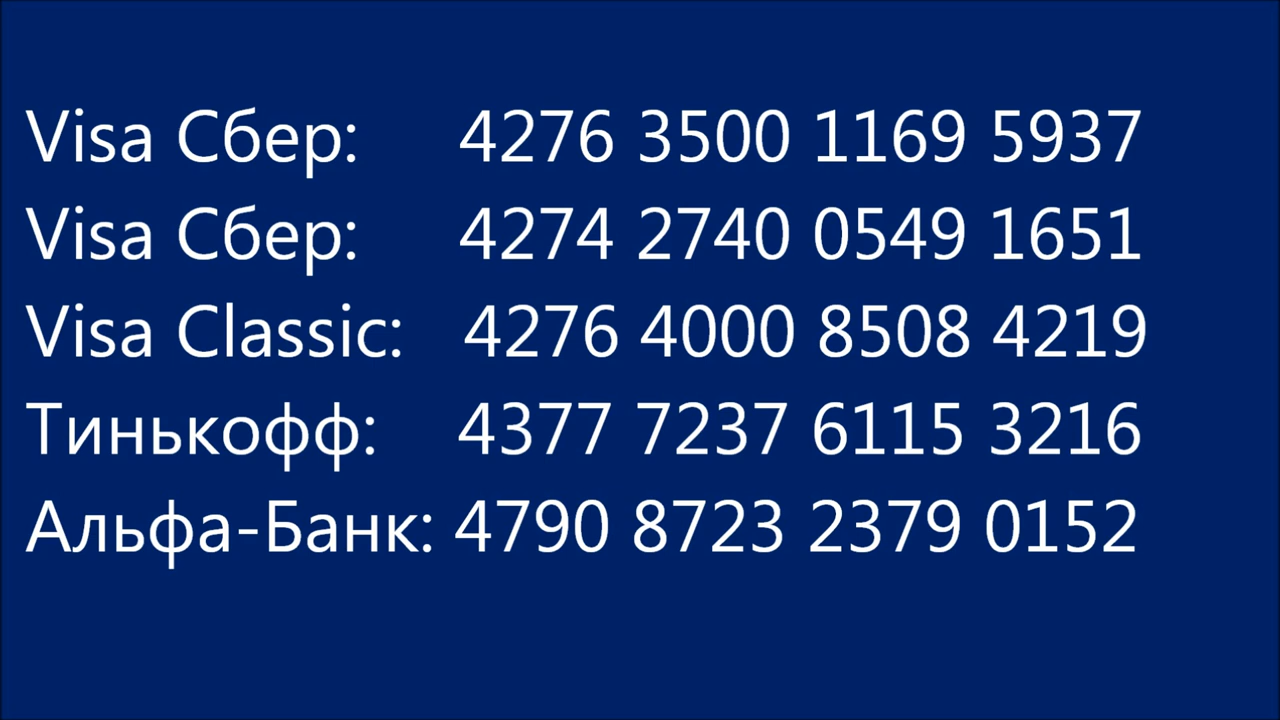 Visa Сбер: 4276 3500 1169 5937
Visa Сбер: 4274 2740 0549 1651
Visa Classic: 4276 4000 8508 4219
Тинькофф: 4377 7237 6115 3216
Альфа-Банк: 4790 8723 2379 0152